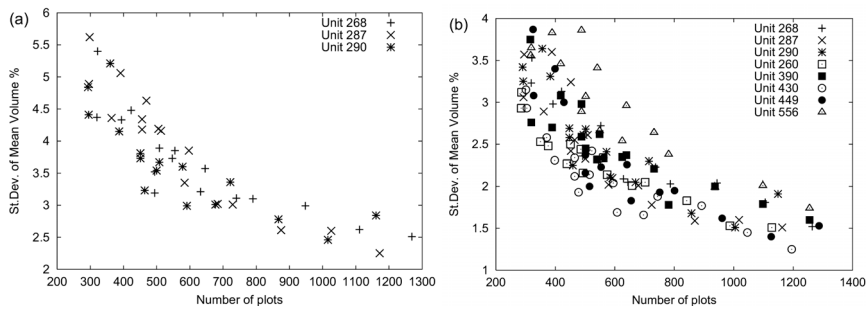 (a)
Unit 268
Unit 287
Unit 290
St.Dev. of Mean Volume %
6
5.5
5
4.5
4
3.5
3
2.5
2
200 300 400 500 600 700 800 900 1000 1100 1200 1300
Number of plots
(b)
Unit 268
Unit 287
Unit 290
Unit 260
Unit 390
Unit 430
Unit 449
Unit 556
St.Dev. of Mean Volume %
4
3.5
3
2.5
2
1.5
1
200 400 600 800 1000 1200 1400
Number of plots